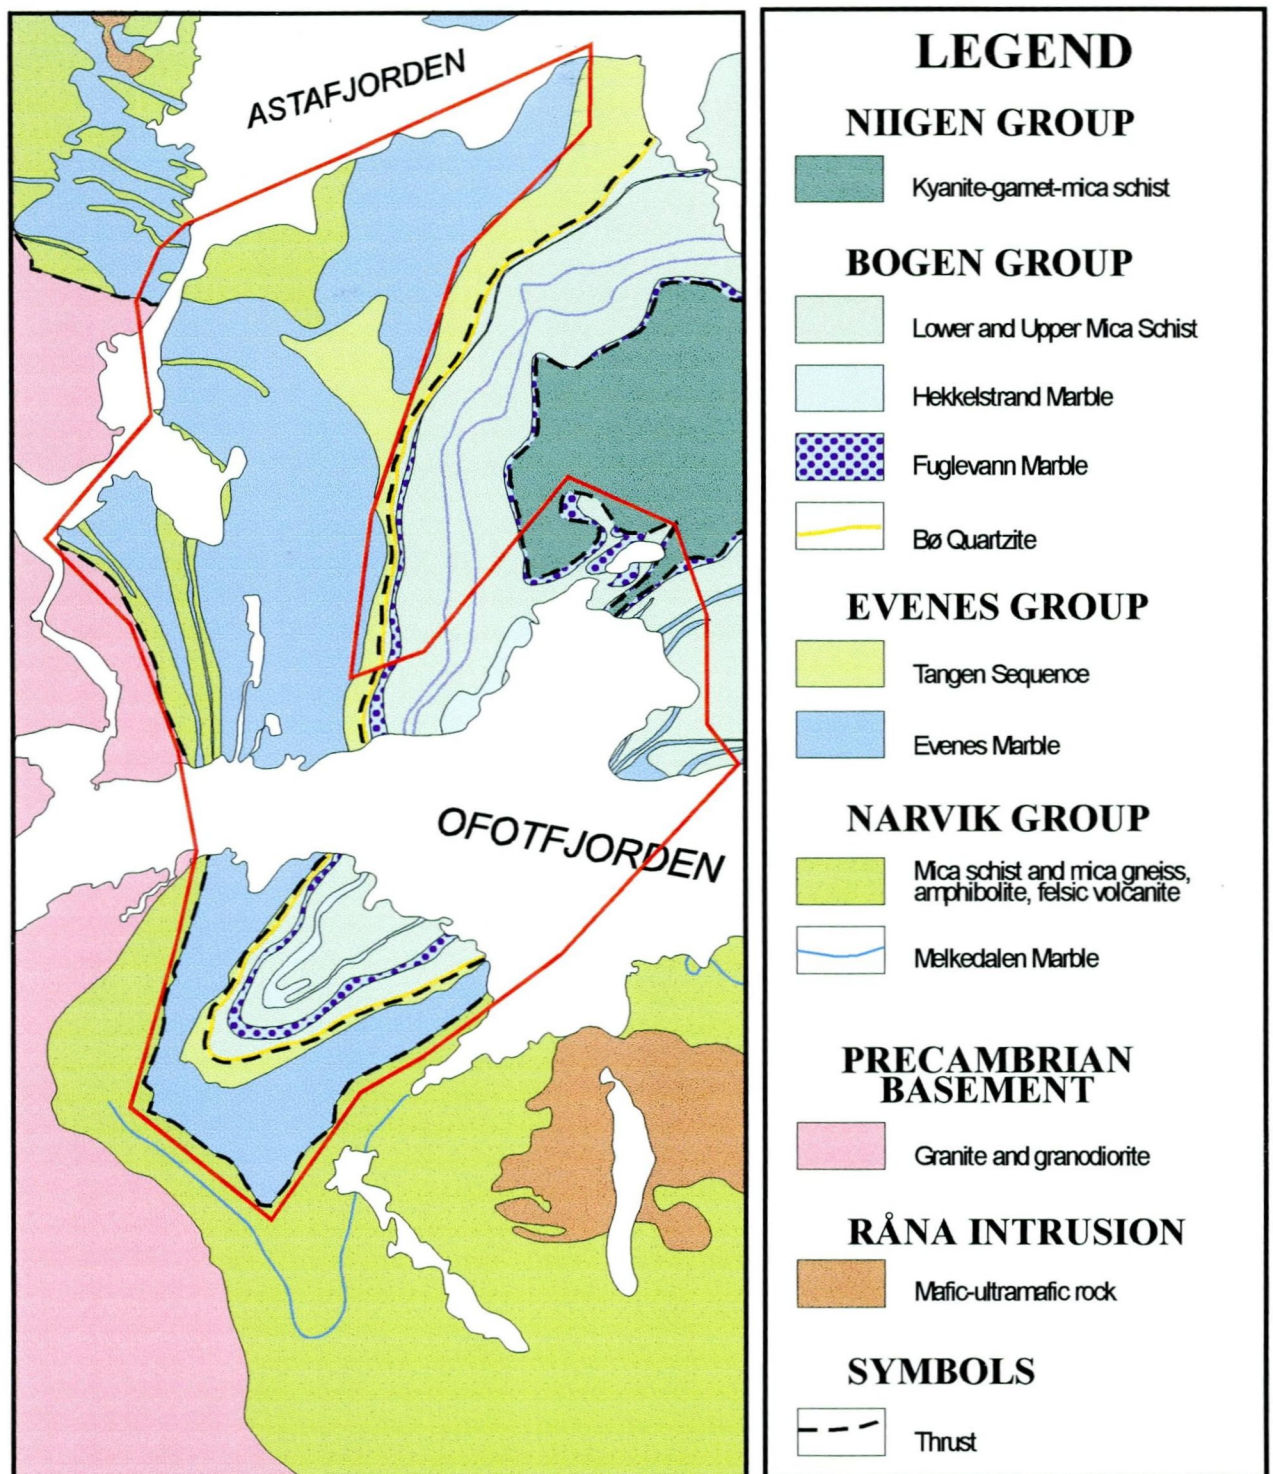 ASTAFJORDEN
OFOTFJORDEN
LEGEND
NIIGEN GROUP
Kyanite-garnet-mica schist
BOGEN GROUP
Lower and Upper Mica Schist
Hekkelstrand Marble
Fuglevann Marble
Bø Quartzite
EVENES GROUP
Tangen Sequence
Evenes Marble
NARVIK GROUP
Mica schist and mica gneiss,
amphibolite, felsic volcanite
Melkedalen Marble
PRECAMBRIAN
BASEMENT
Granite and granodiorite
RÅNA INTRUSION
Mafic-ultramafic rock
SYMBOLS
Thrust